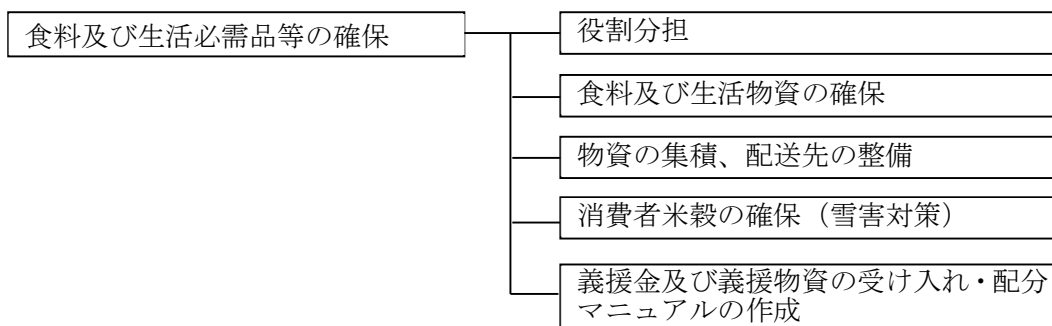 食料及び生活必需品等の確保
役割分担
食料及び生活物資の確保
物資の集積、配送先の整備
消費者米穀の確保（雪害対策）
義援金及び義援物資の受け入れ・配分
マニュアルの作成